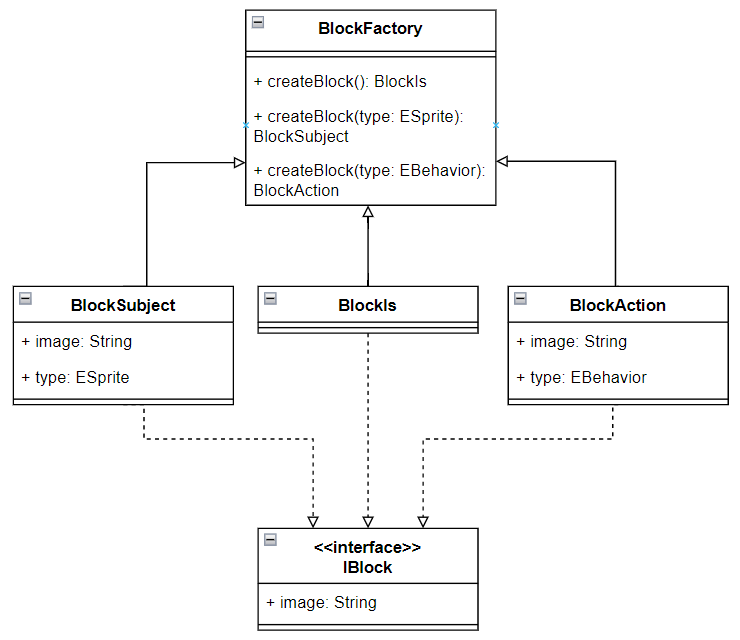 BlockFactory
+ createBlock(): BlockIs
+ createBlock(type: ESprite):
BlockSubject
+ createBlock(type: EBehavior):
BlockAction
BlockSubject
+ image: String
+ type: ESprite
BlockIs
BlockAction
+ image: String
+ type: EBehavior
<<interface>>
IBlock
+ image: String